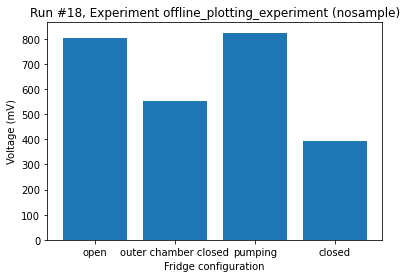 Run #18, Experiment offline_plotting_experiment (nosample)
Voltage (mV)
800
700
600
500
400
300
200
100
0
open
outer chamber closed
pumping
closed
Fridge configuration